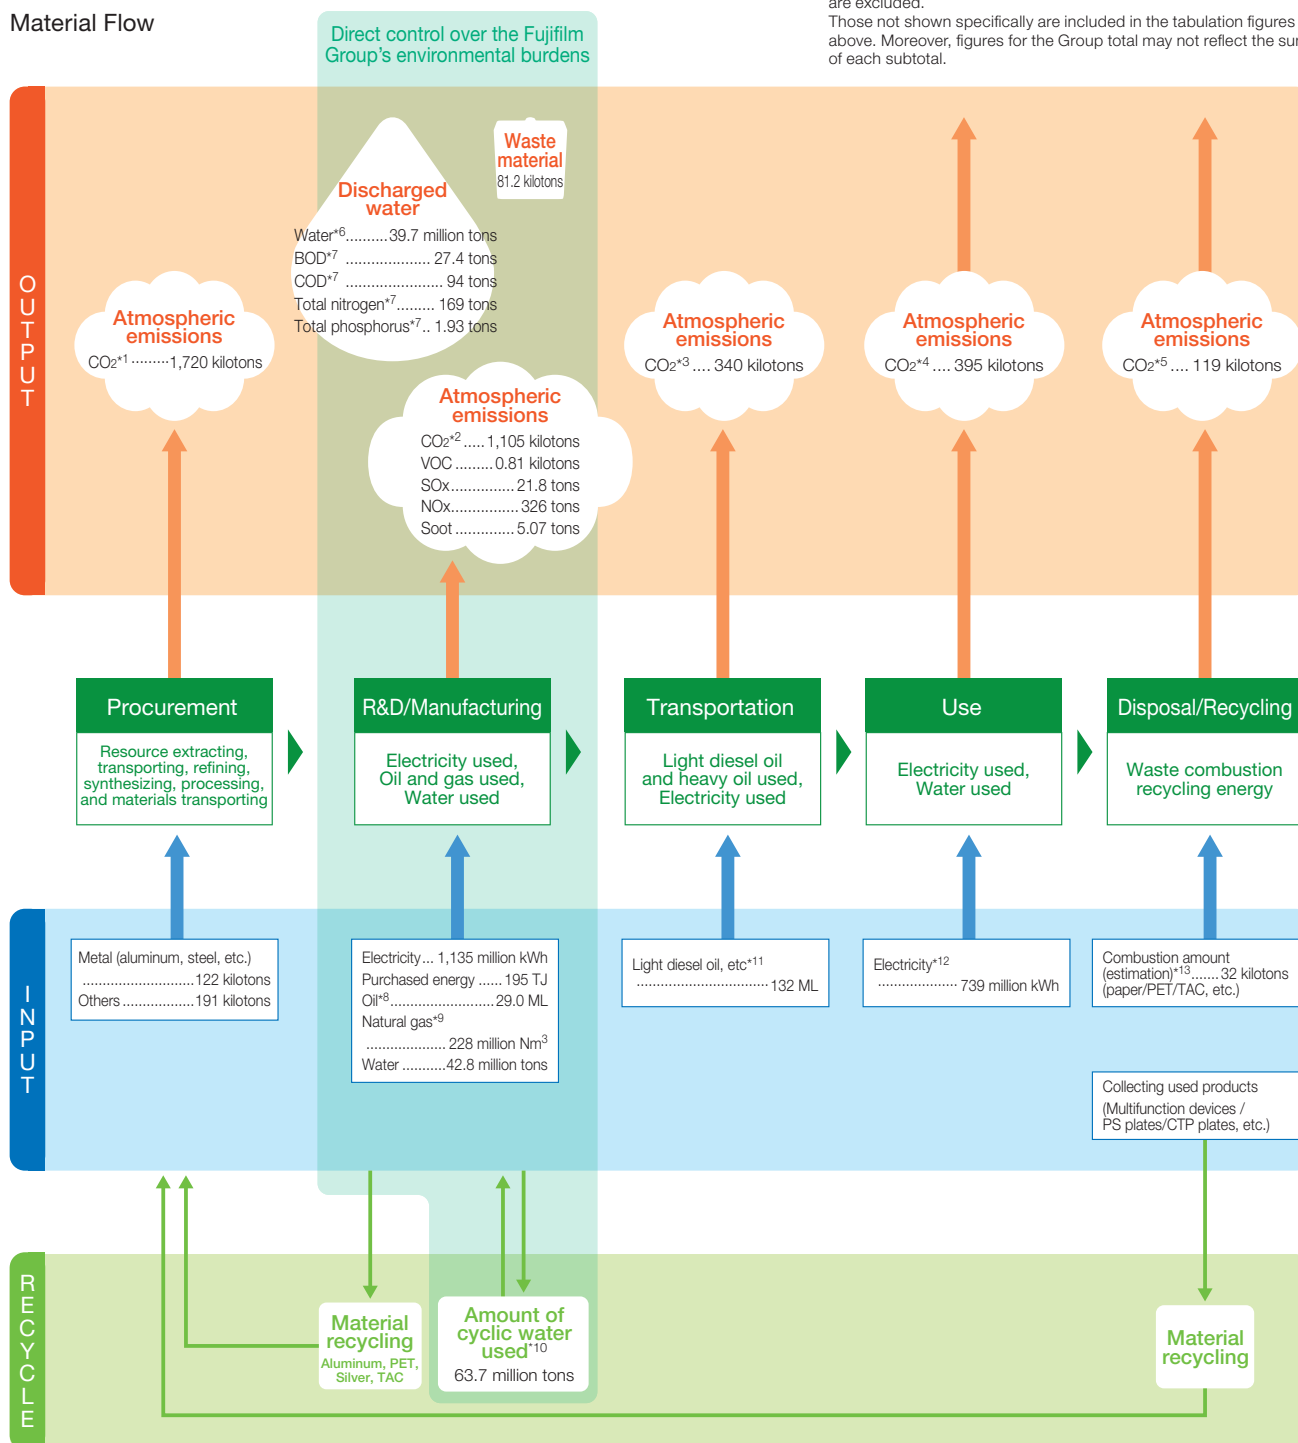 are excluded.
Those not shown specifically are included in the tabulation figures
above. Moreover, figures for the Group total may not reflect the sum
of each subtotal.
Material Flow
Direct control over the Fujifilm
Group's environmental burdens
OUTPUT
Waste
material
81.2 kilotons
Discharged
water
Water*6..........39.7 million tons
BOD*7 .................... 27.4 tons
COD*7 ....................... 94 tons
Total nitrogen*7......... 169 tons
Total phosphorus*7.. 1.93 tons
Atmospheric
emissions
CO2*1 .........1,720 kilotons
Atmospheric
emissions
CO2*2 ..... 1,105 kilotons
VOC ......... 0.81 kilotons
SOx............... 21.8 tons
NOx................ 326 tons
Soot .............. 5.07 tons
Atmospheric
emissions
CO2*3 .... 340 kilotons
Atmospheric
emissions
CO2*4 .... 395 kilotons
Atmospheric
emissions
CO2*5 .... 119 kilotons
Procurement
Resource extracting,
transporting, refining,
synthesizing, processing,
and materials transporting
R&D/Manufacturing
Electricity used,
Oil and gas used,
Water used
Transportation
Light diesel oil
and heavy oil used,
Electricity used
Use
Electricity used,
Water used
Disposal/Recycling
Waste combustion
recycling energy
INPUT
Metal (aluminum, steel, etc.)
............................122 kilotons
Others ..................191 kilotons
Electricity... 1,135 million kWh
Purchased energy ...... 195 TJ
Oil*8..........................29.0 ML
Natural gas*9
.................... 228 million Nm3
Water ...........42.8 million tons
Light diesel oil, etc*11
................................. 132 ML
Electricity*12
.................... 739 million kWh
Combustion amount
(estimation)*13....... 32 kilotons
(paper/PET/TAC, etc.)
Collecting used products
(Multifunction devices /
PS plates/CTP plates, etc.)
RECYCLE
Material
recycling
Aluminum, PET,
Silver, TAC
Amount of
cyclic water
used*10
63.7 million tons
Material
recycling